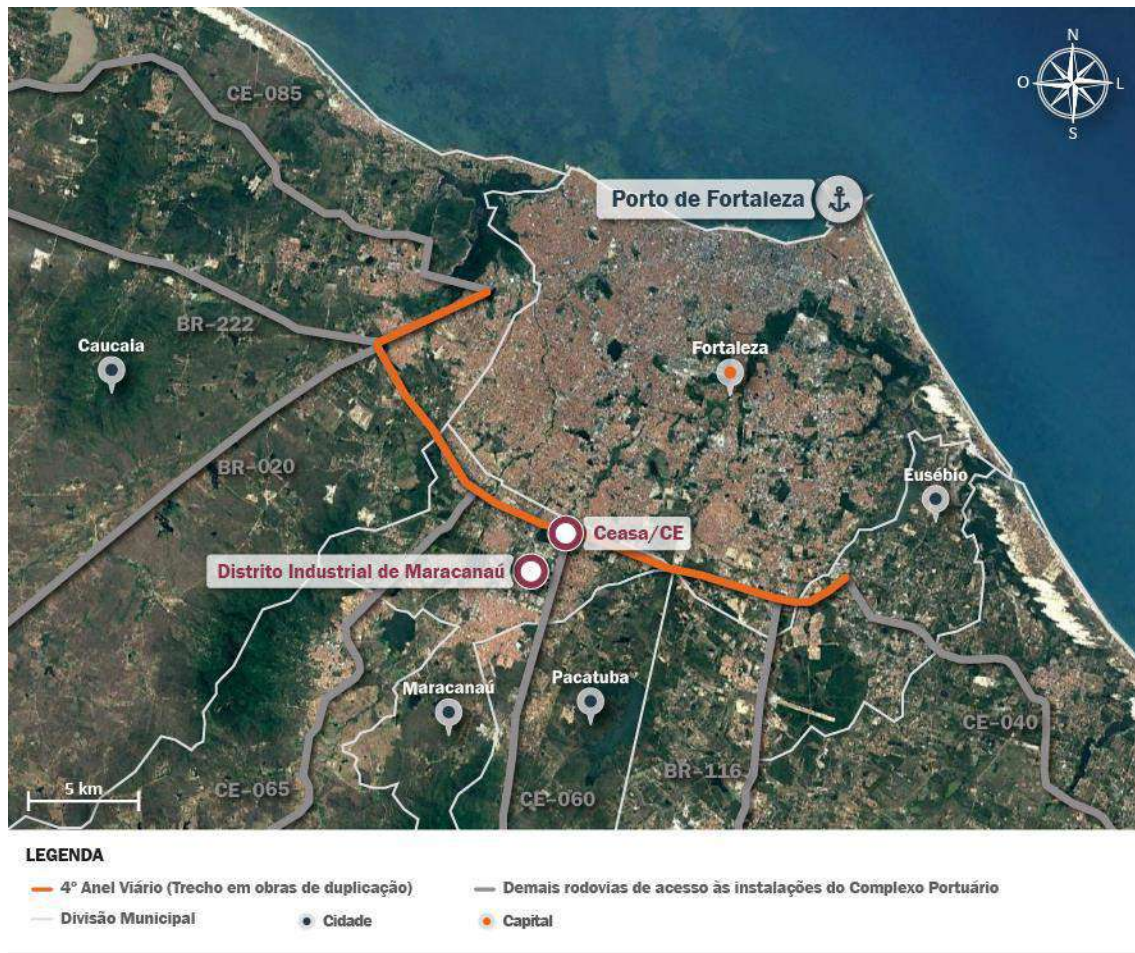 N
O
L
S
CE-085
Porto de Fortaleza
BR-222
Caucaia
Fortaleza
BR-020
Eusébio
Ceasa/CE
Distrito Industrial de Maracanaú
Maracanaú
Pacatuba
CE-040
BR-116
CE-065
CE-060
5 km
LEGENDA
4º Anel Viário (Trecho em obras de duplicação)
Demais rodovias de acesso às instalações do Complexo Portuário
Divisão Municipal
Cidade
Capital